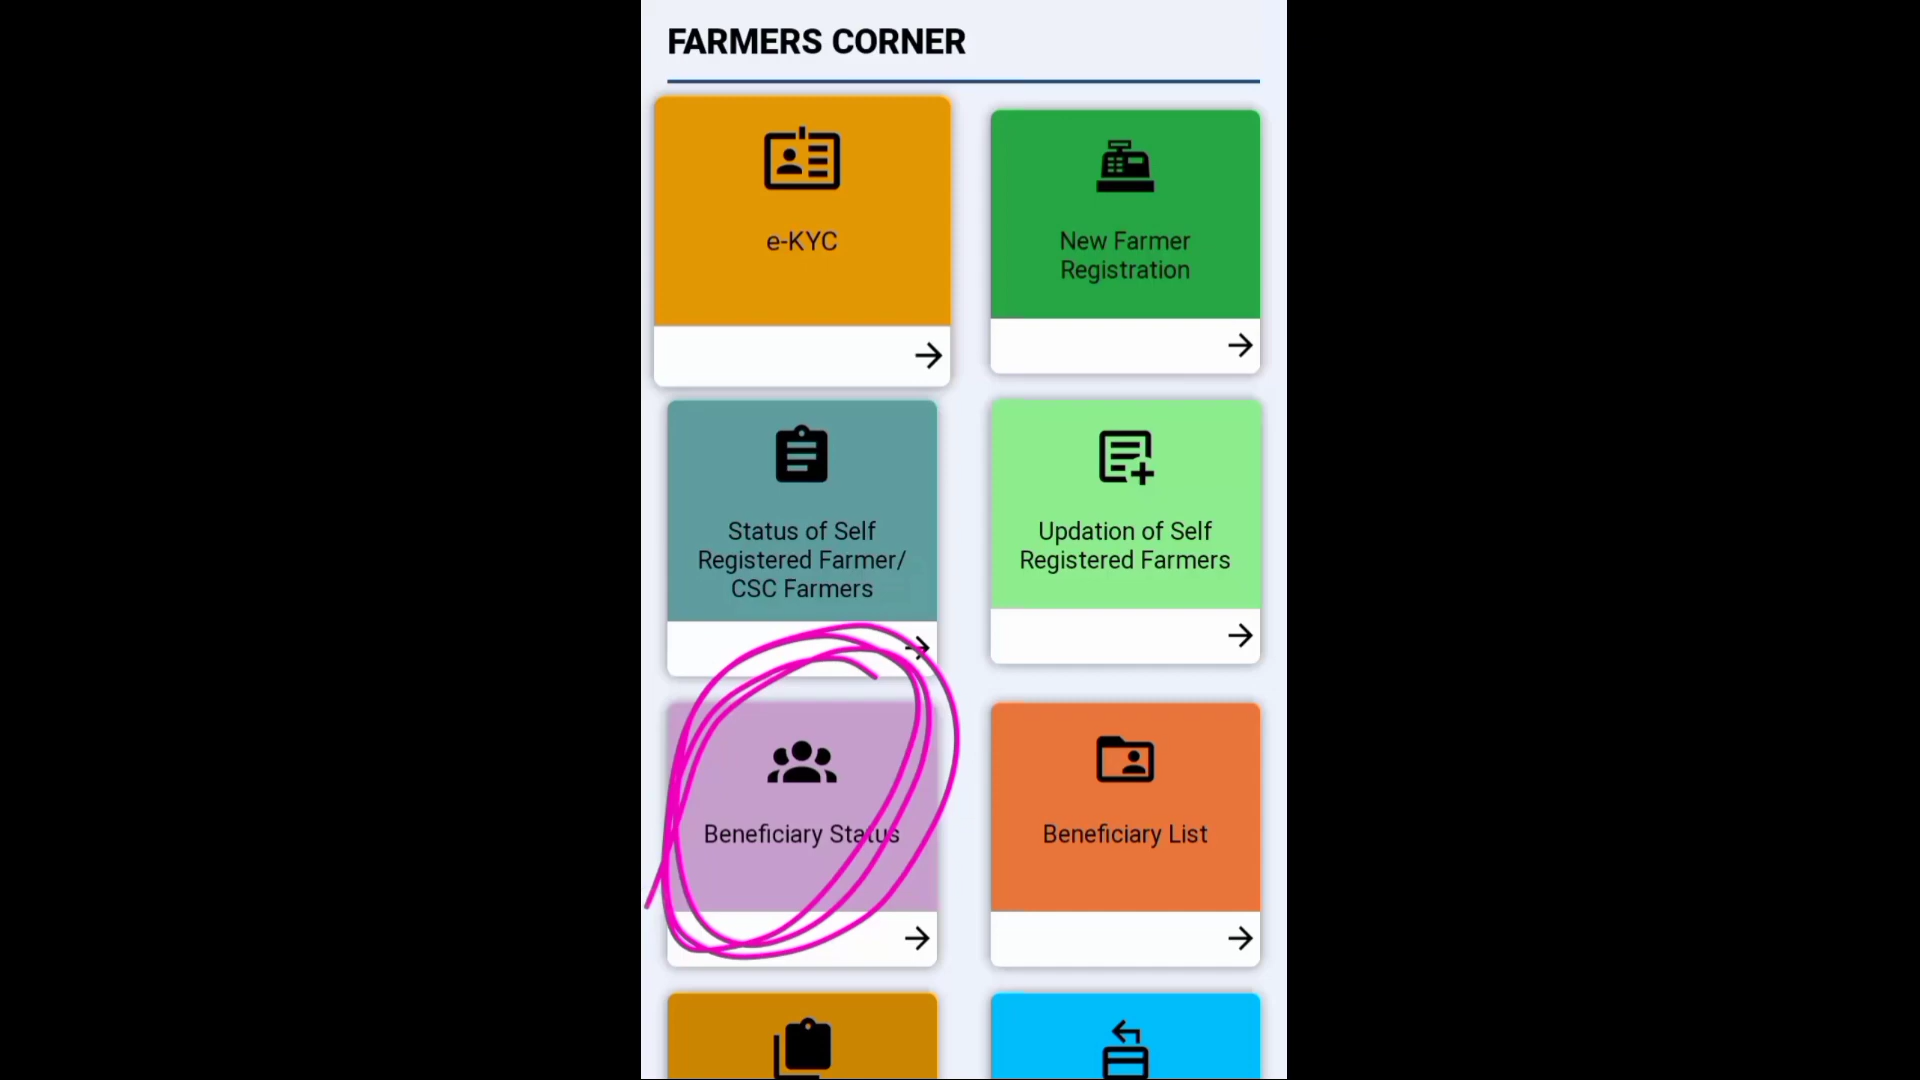 FARMERS CORNER
e-KYC
New Farmer
Registration
Status of Self
Registered Farmer/
CSC Farmers
Updation of Self
Registered Farmers
Beneficiary Status
Beneficiary List